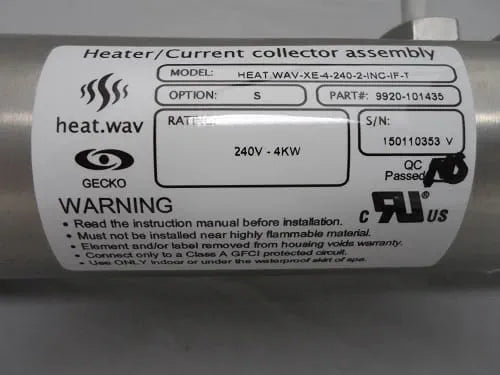 Heater/Current collector assembly
MODEL: HEAT.WAV-XE-4-240-2-INC-IF-T
OPTION: S PART#: 9920-101435
heat.wav
RATING: 240V - 4KW
S/N: 150110353 V
GECKO
QC Passed
WARNING
c RU US
• Read the instruction manual before installation.
• Must not be installed near highly flammable material.
• Element and/or label removed from housing voids warranty.
• Connect only to a Class A GFCI protected circuit.
• Use ONLY indoor or under the waterproof skirt of spa.